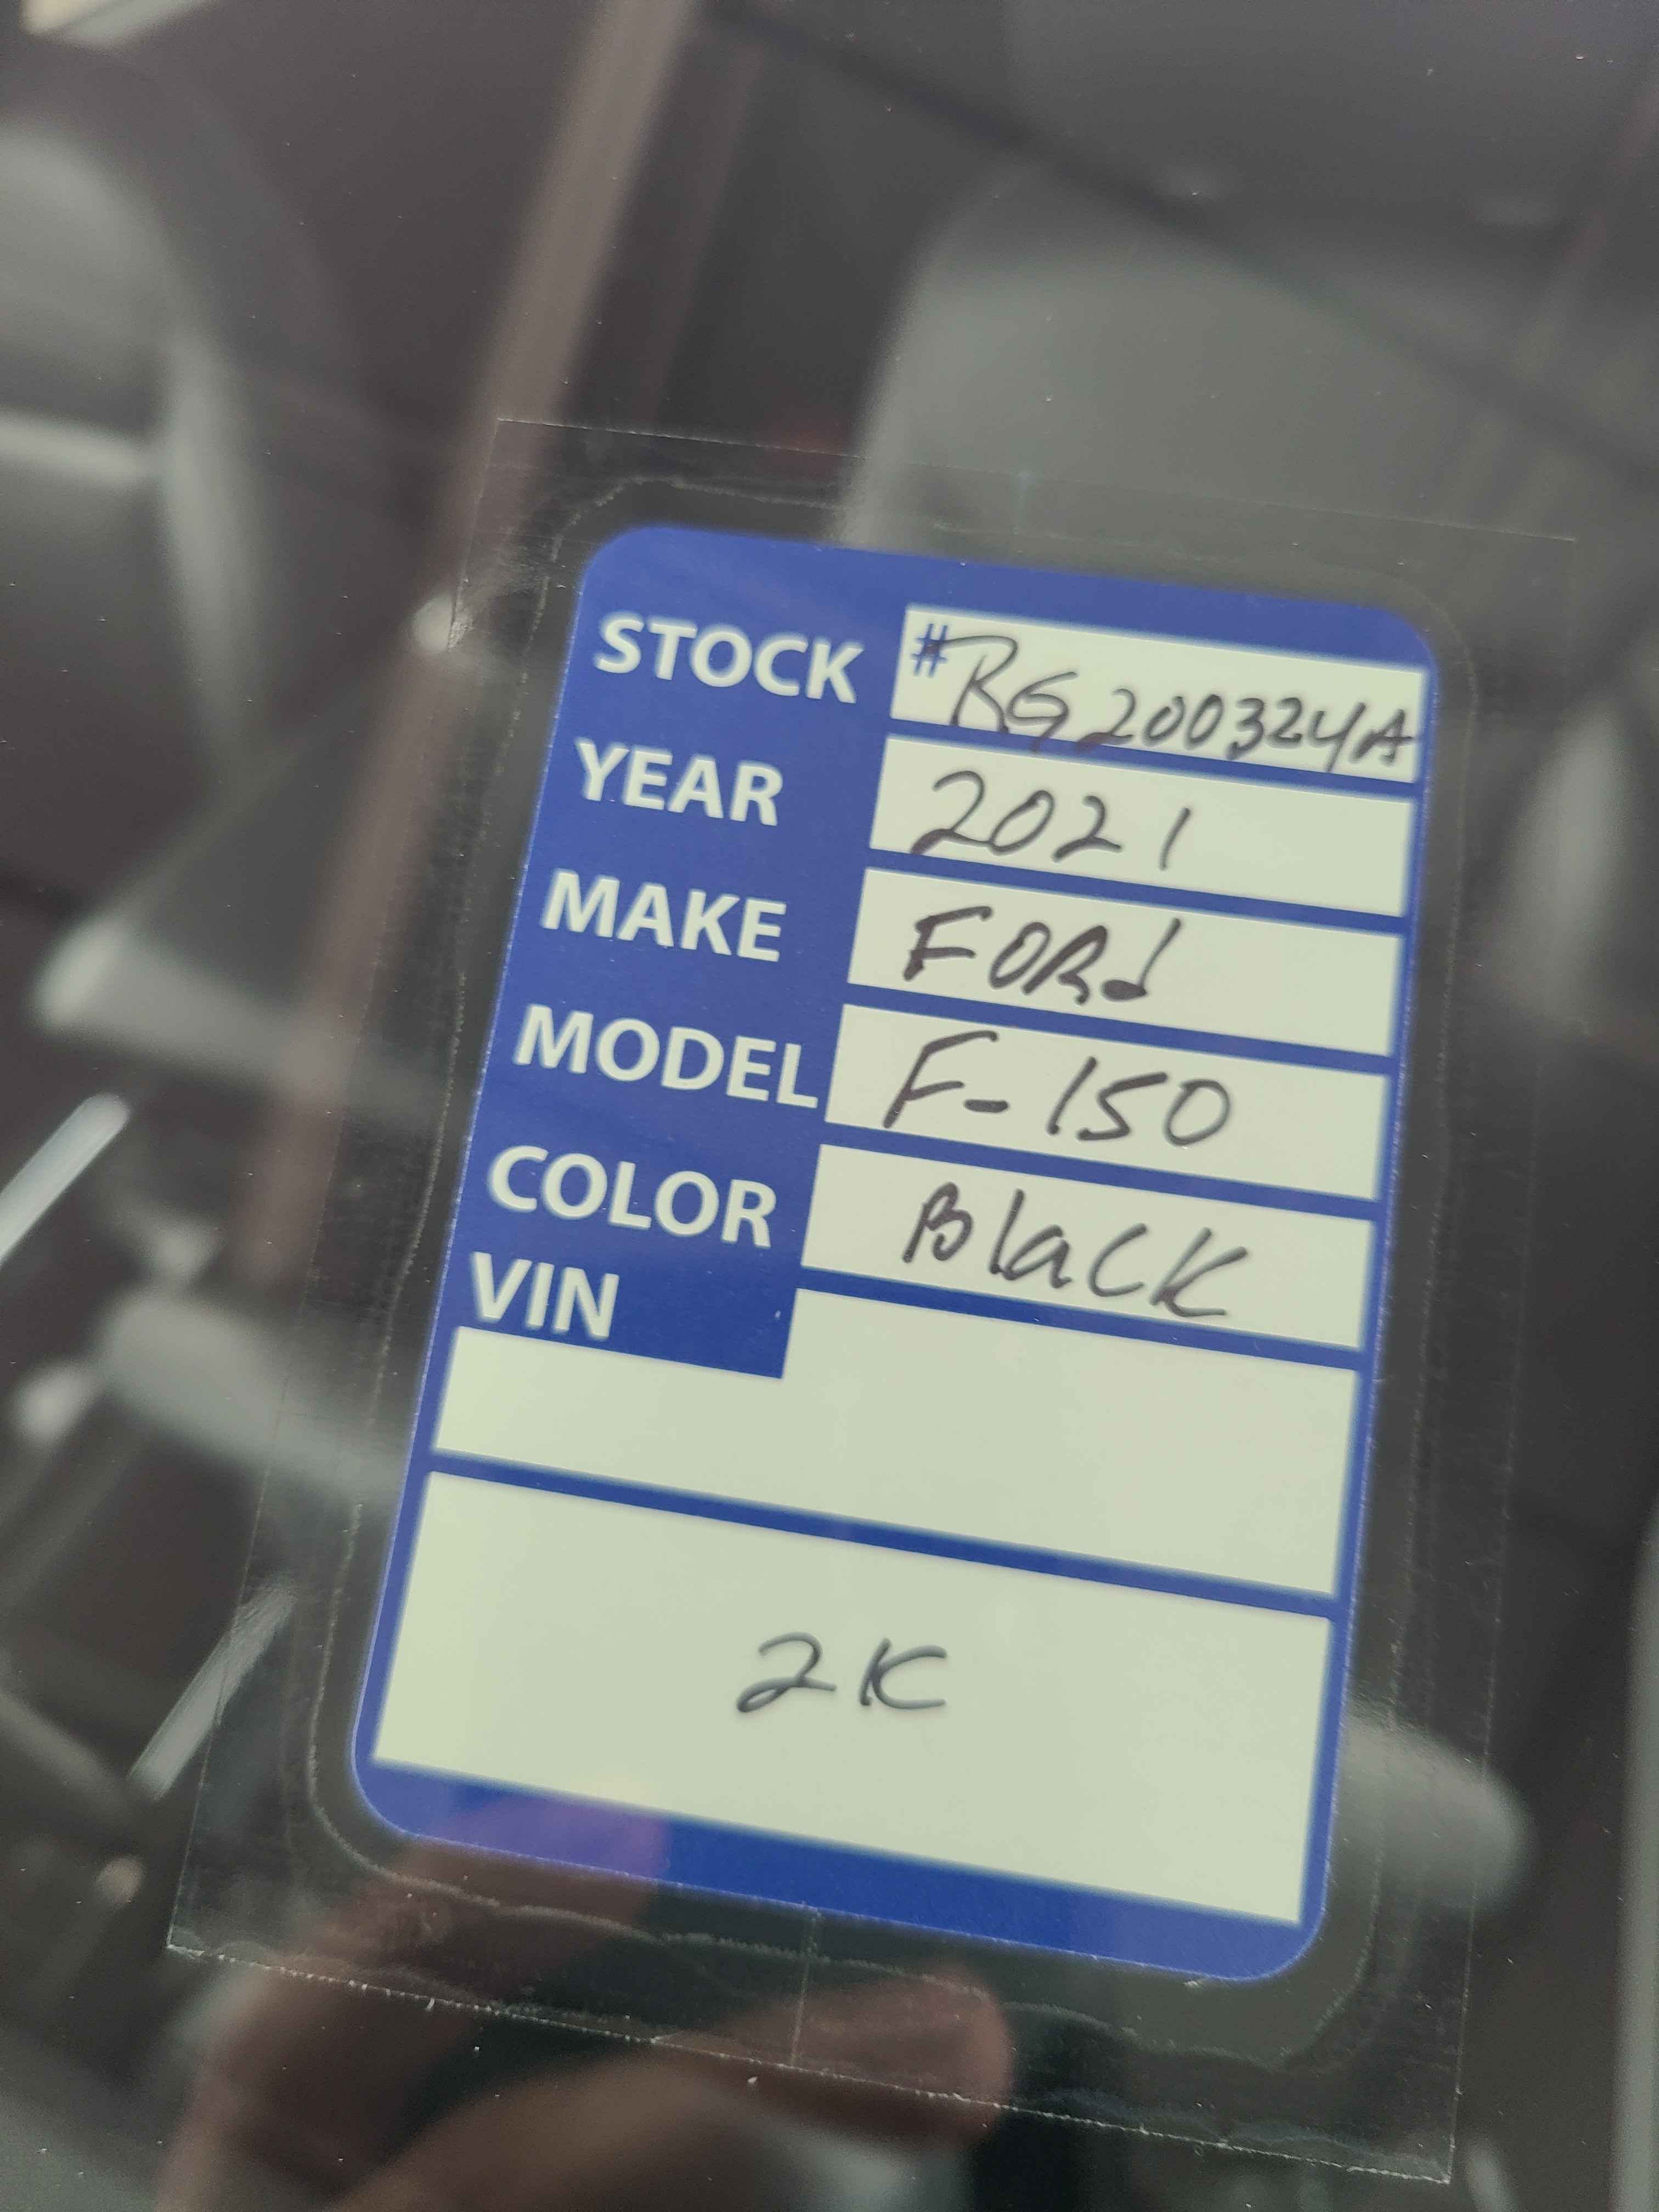 STOCK #RG200324A
YEAR 2021
MAKE FORd
MODEL F-150
COLOR Black
VIN
2K